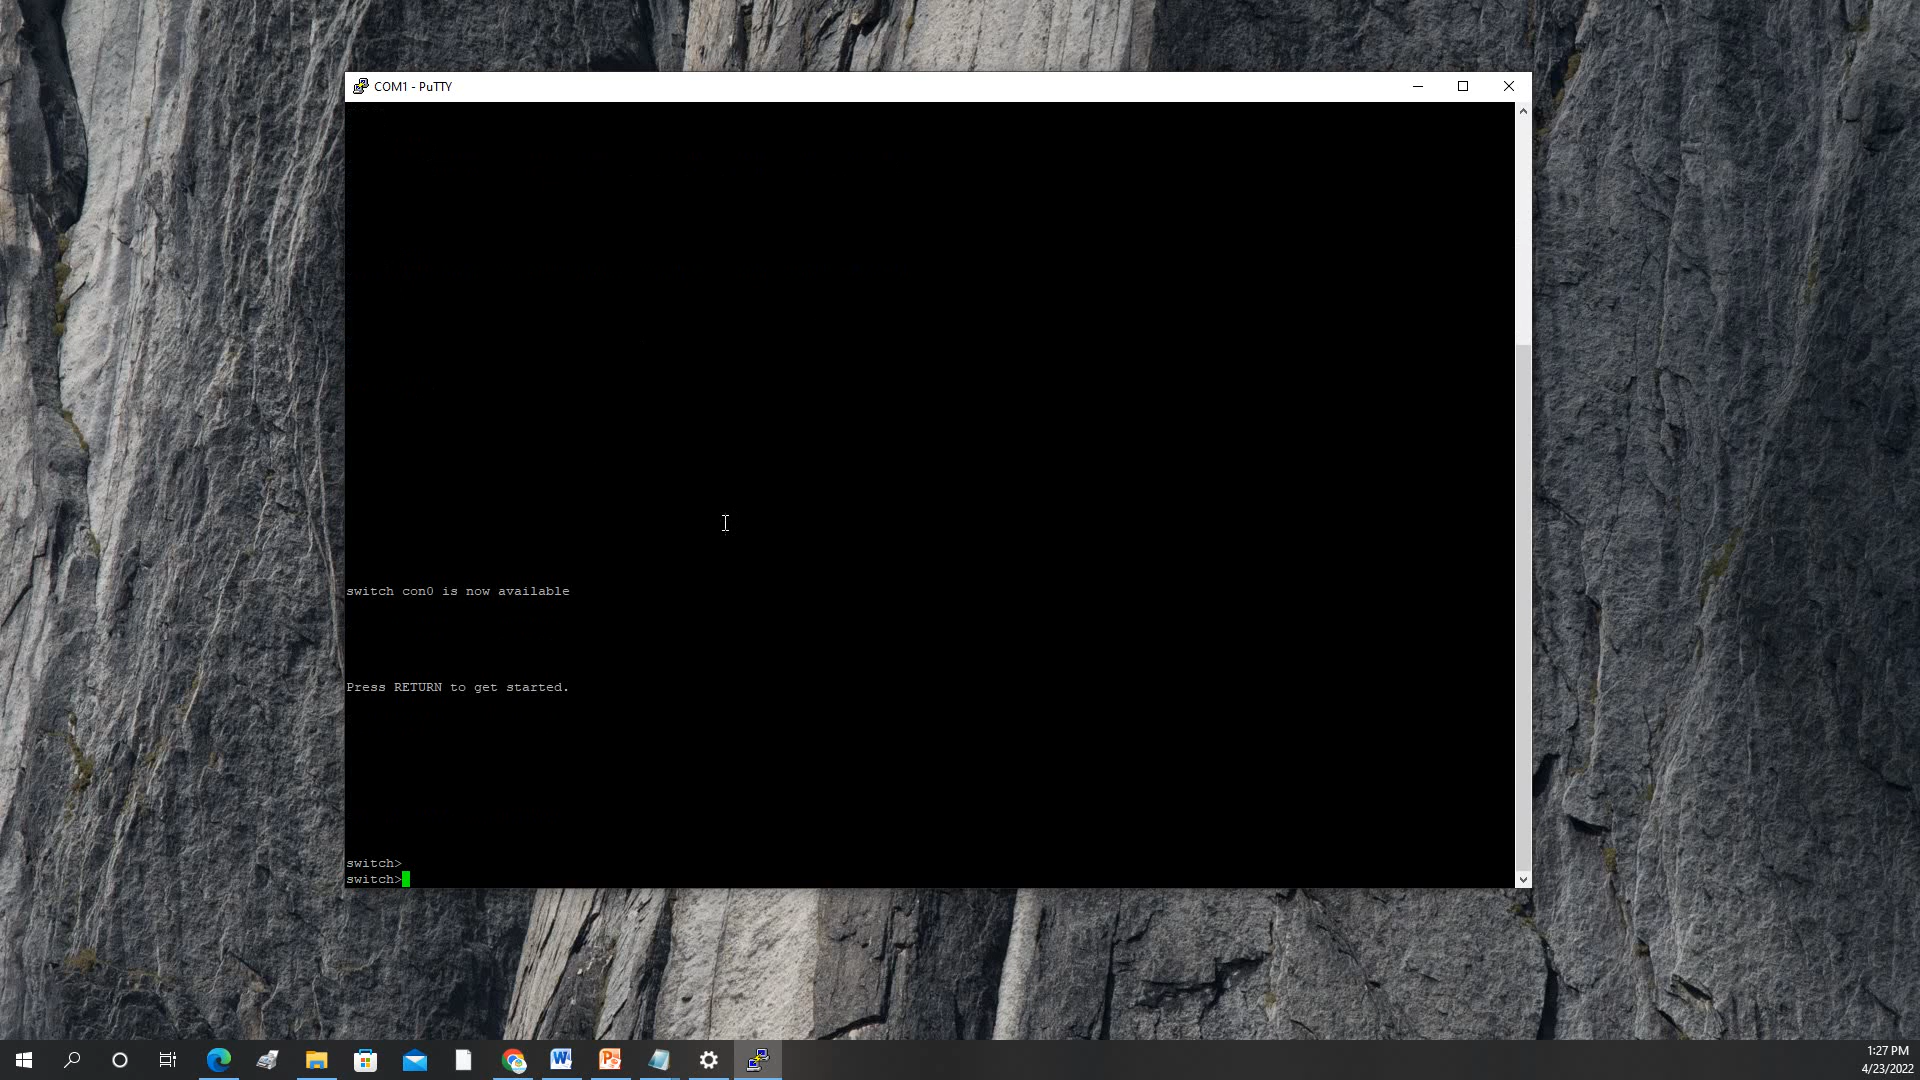 COM1 - PuTTY
switch con0 is now available
Press RETURN to get started.
switch>
switch>
1:27 PM
4/23/2022